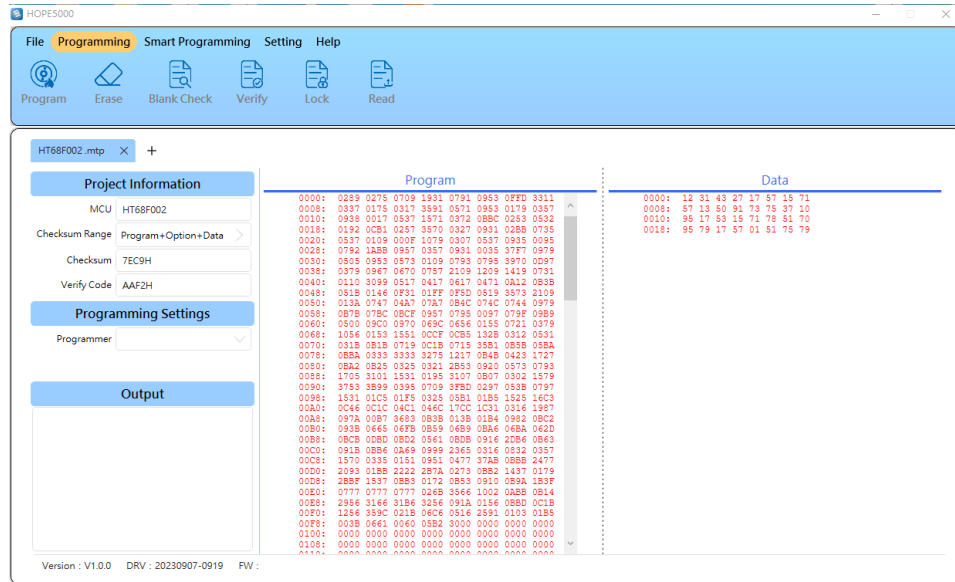 HOPE5000
File Programming Smart Programming Setting Help
Program Erase Blank Check Verify Lock Read
HT68F002 .mtp × +
Project Information
MCU HT68F002
Checksum Range Program+Option+Data
Checksum 7EC9H
Verify Code AAF2H
Programming Settings
Programmer
Output
Program
0000: 0289 0275 0709 1931 0791 0953 0FFD 3311
0008: 0337 0175 0317 3591 0571 0953 0179 0357
0010: 0938 0017 0537 1571 0372 0BBC 0253 0532
0018: 0192 0CB1 0257 3570 0327 0931 02BB 0735
0020: 0537 0109 000F 1079 0307 0537 0935 0095
0028: 0792 1ABB 0957 0357 0931 0035 37F7 0979
0030: 0505 0953 0573 0109 0793 0795 3970 0D97
0038: 0379 0967 0670 0757 2109 1209 1419 0731
0040: 0110 3099 0517 0417 0617 0471 0A12 0B3B
0048: 051B 0146 0F31 01FF 0F5D 0519 3573 2109
0050: 013A 0747 04A7 07A7 0B4C 074C 0744 0979
0058: 0B7B 07BC 0BCF 0957 0795 0097 079F 09B9
0060: 0500 09C0 0970 069C 0656 0155 0721 0379
0068: 1056 0153 1551 0CCF 0CB5 132B 0312 0531
0070: 031B 0B1B 0719 0C1B 0715 35B1 0B5B 05BA
0078: 0BBA 0333 3333 3275 1217 0B4B 0423 1727
0080: 0BA2 0B25 0325 0321 2B53 0920 0573 0793
0088: 1705 3101 1531 0195 3107 0B07 0302 1579
0090: 3753 3B99 0395 0709 3FBD 0297 053B 0797
0098: 1531 01C5 01F5 0325 05B1 01B5 1525 16C3
00A0: 0C46 0C1C 04C1 046C 17CC 1C31 0316 1987
00A8: 097A 00B7 3683 0B3B 013B 01B4 0982 0BC2
00B0: 093B 0665 06FB 0B59 06B9 0BA6 06BA 062D
00B8: 0BCB 0DBD 0BD2 0561 0BDB 0916 2DB6 0B63
00C0: 091B 0BB6 0A69 0999 2365 0316 0832 0357
00C8: 1570 0335 0151 0951 0477 37AB 0BBB 2477
00D0: 2093 01BB 2222 2B7A 0273 0BB2 1437 0179
00D8: 2BBF 1537 0BB3 0172 0B53 0910 0B9A 1B3F
00E0: 0777 0777 0777 026B 3566 1002 0ABB 0B14
00E8: 2956 3166 31B6 3256 091A 0156 0BBD 0C1B
00F0: 1256 359C 021B 06C6 0516 2591 0103 01B5
00F8: 003B 0661 0060 05B2 3000 0000 0000 0000
0100: 0000 0000 0000 0000 0000 0000 0000 0000
0108: 0000 0000 0000 0000 0000 0000 0000 0000
Data
0000: 12 31 43 27 17 57 15 71
0008: 57 13 50 91 73 75 37 10
0010: 95 17 53 15 71 78 51 70
0018: 95 79 17 57 01 51 75 79
Version : V1.0.0 DRV : 20230907-0919 FW :